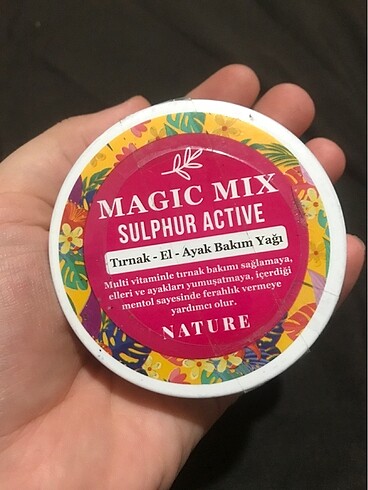 MAGIC MIX
SULPHUR ACTIVE
Tırnak - El - Ayak Bakım Yağı
Multi vitaminle tırnak bakımı sağlamaya,
elleri ve ayakları yumuşatmaya, içerdiği
mentol sayesinde ferahlık vermeye
yardımcı olur.
NATURE